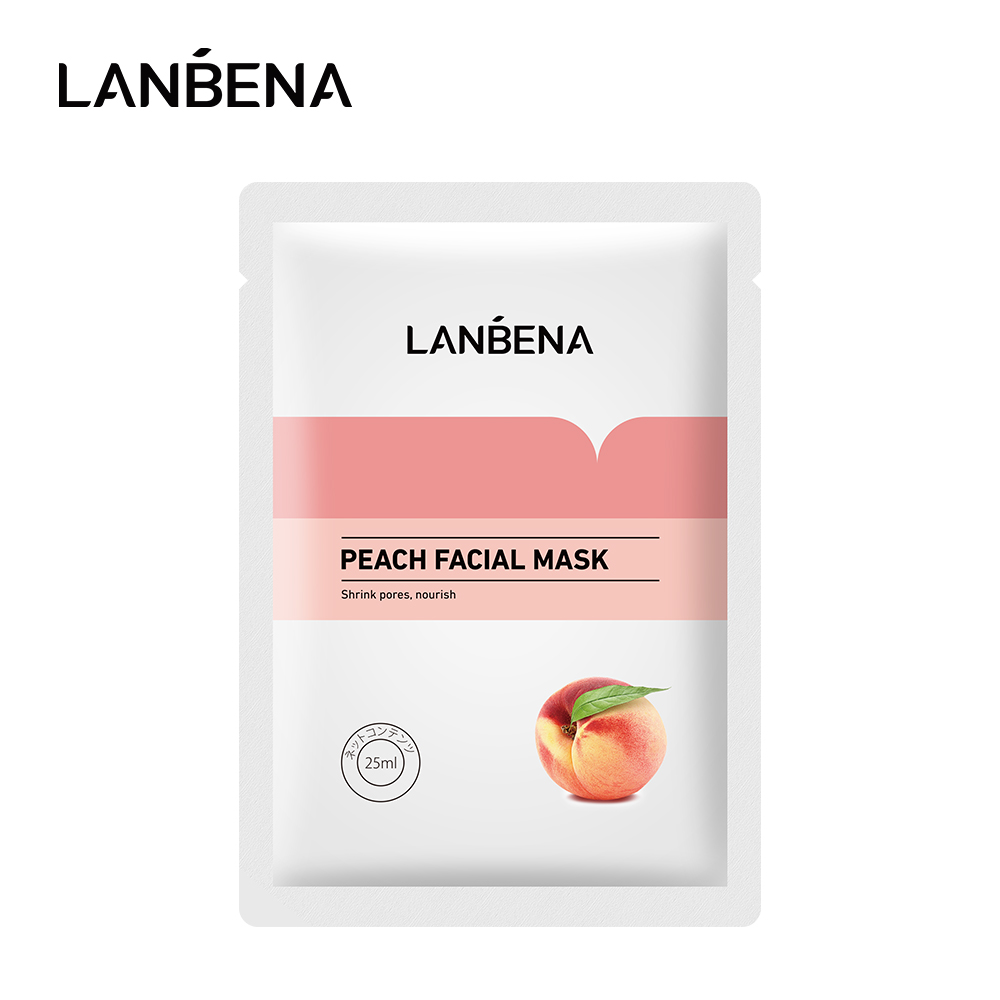 LANBENA
LANBENA
PEACH FACIAL MASK
Shrink pores, nourish
ネットコンテンツ
25ml